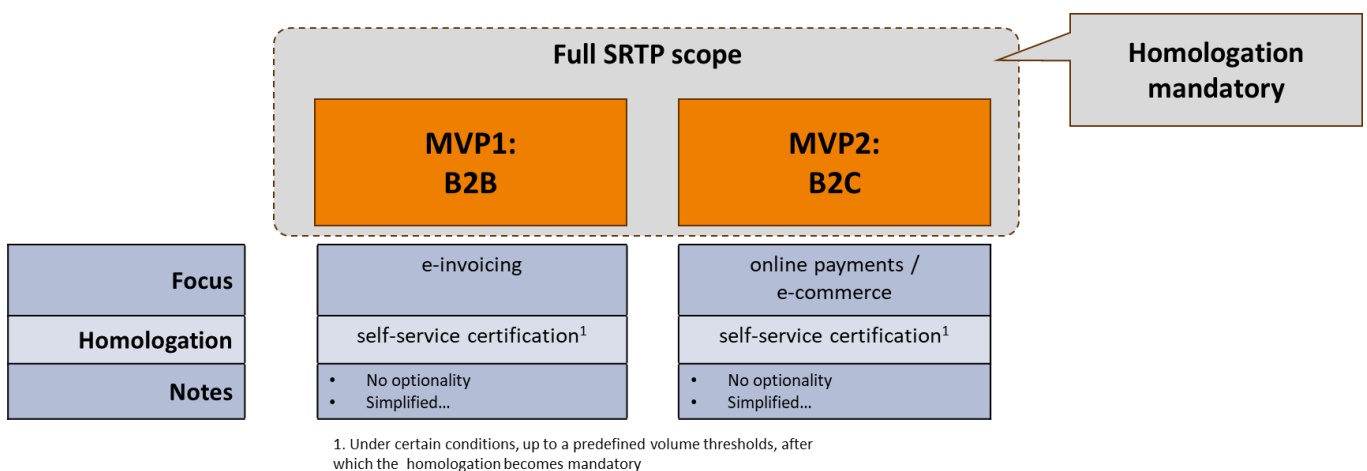 Full SRTP scope
Homologation
mandatory
MVP1:
B2B
MVP2:
B2C
Focus
e-invoicing
online payments /
e-commerce
Homologation
self-service certification1
self-service certification1
Notes
• No optionality
• Simplified…
• No optionality
• Simplified…
1. Under certain conditions, up to a predefined volume thresholds, after
which the homologation becomes mandatory